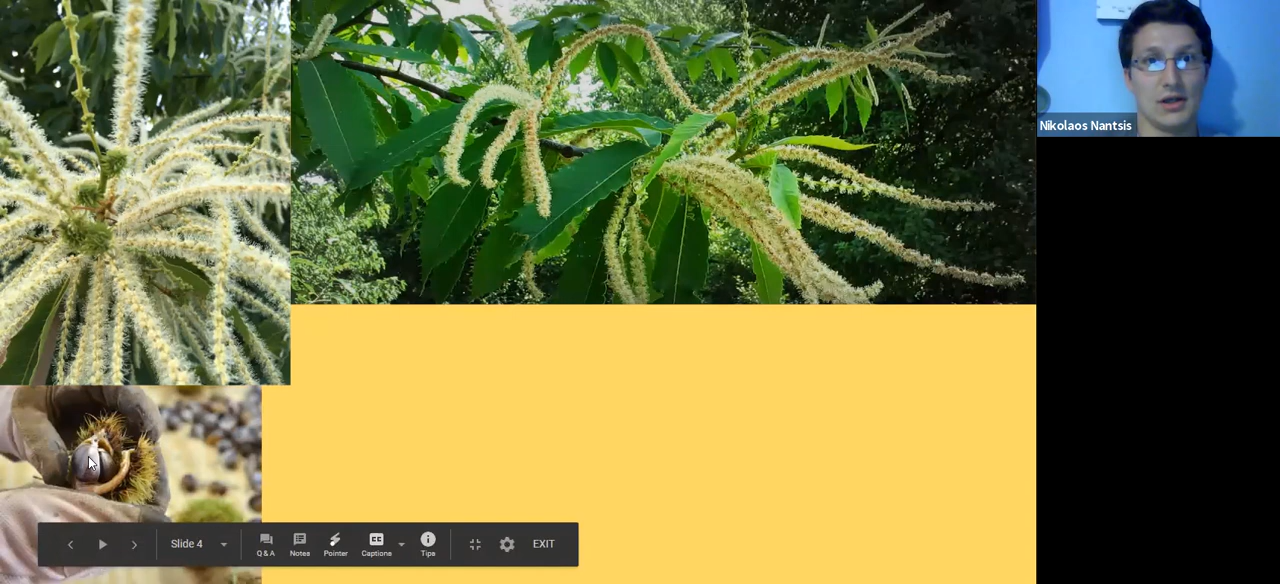 Nikolaos Nantsis
Slide 4
Q & A
Notes
Pointer
Captions
Tips
EXIT